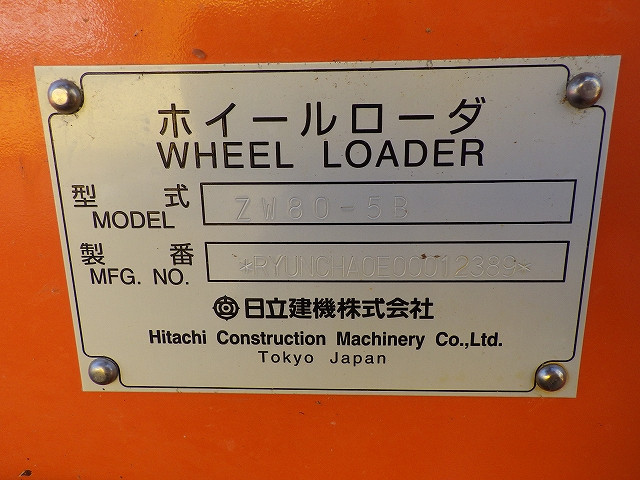 ホイールローダ
WHEEL LOADER
型式 ZW80-5B
MODEL
製番 *RYUNCHA0E00012389*
MFG. NO.
日立建機株式会社
Hitachi Construction Machinery Co.,Ltd.
Tokyo Japan